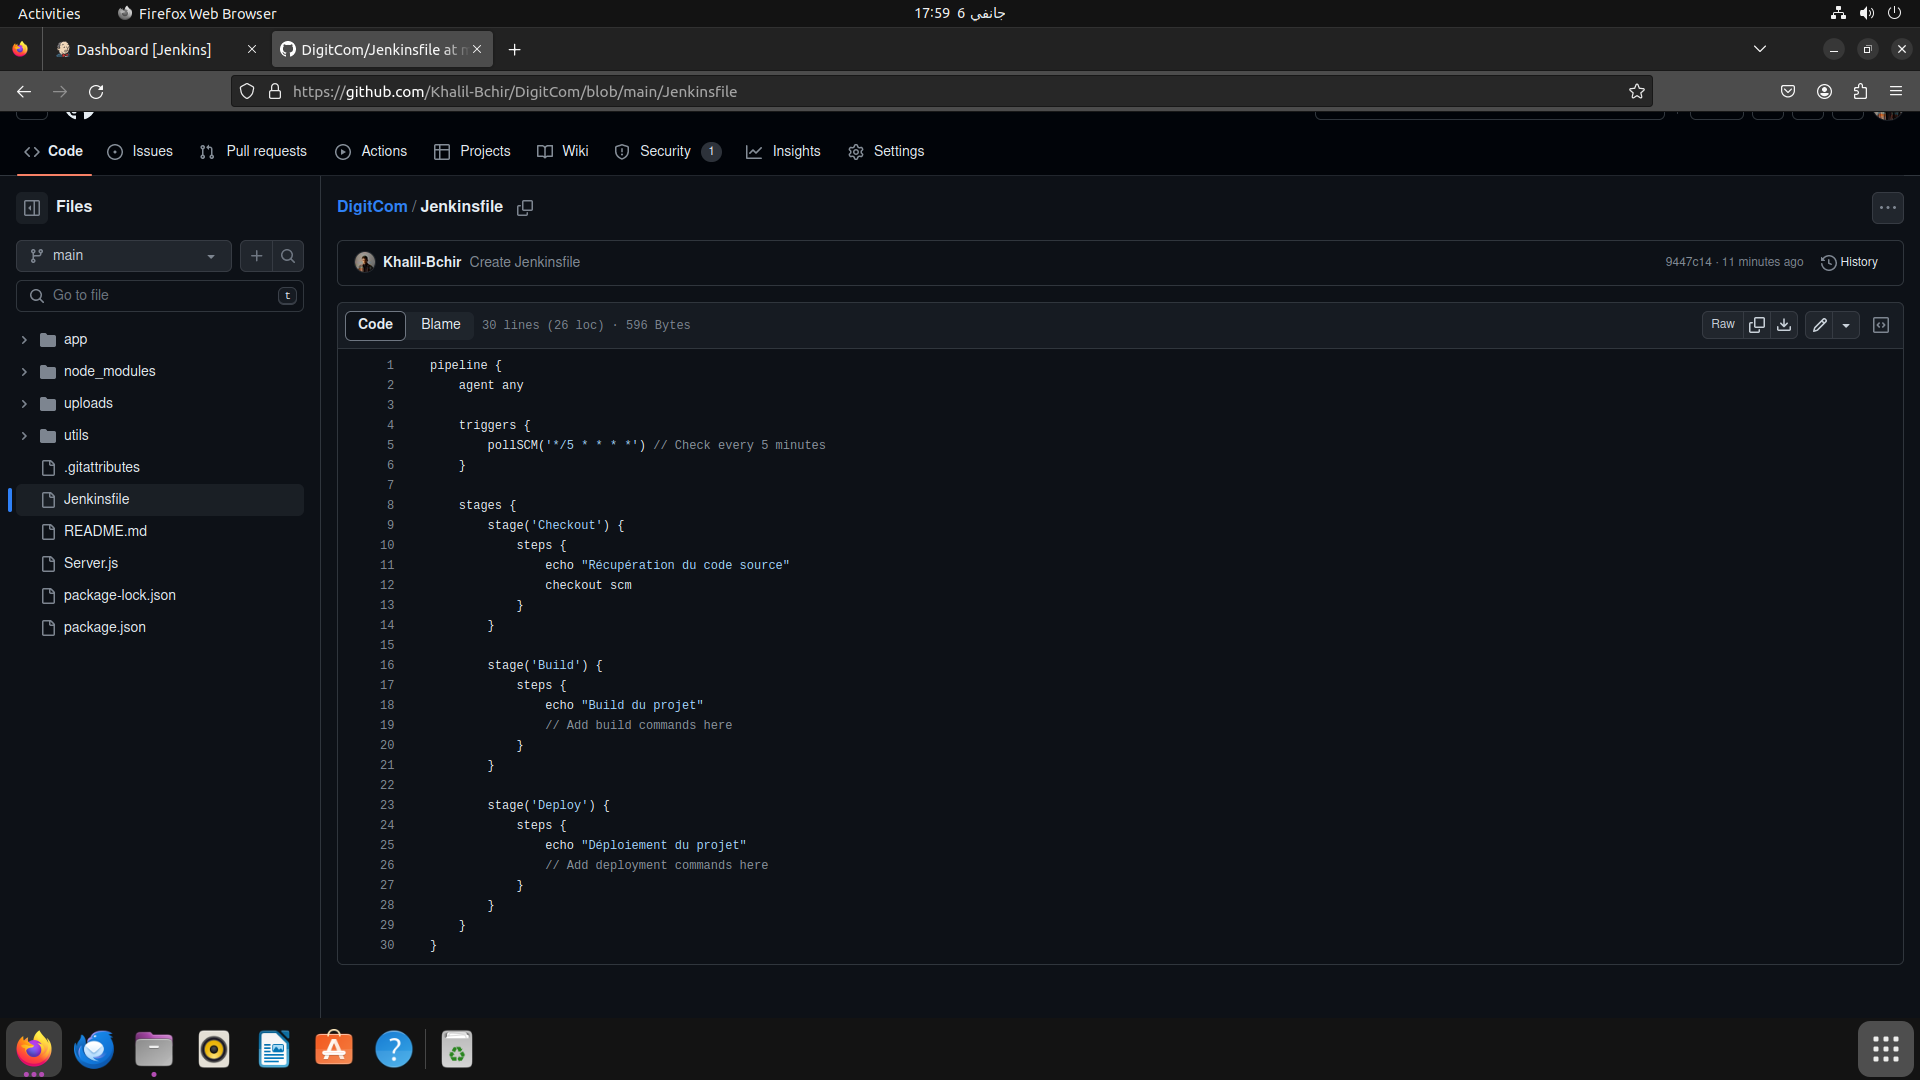 Activities
Firefox Web Browser
17:59 6 جانفي
Dashboard [Jenkins]
DigitCom/Jenkinsfile at
https://github.com/Khalil-Bchir/DigitCom/blob/main/Jenkinsfile
Code
Issues
Pull requests
Actions
Projects
Wiki
Security 1
Insights
Settings
Files
main
Go to file
t
app
node_modules
uploads
utils
.gitattributes
Jenkinsfile
README.md
Server.js
package-lock.json
package.json
DigitCom / Jenkinsfile
Khalil-Bchir Create Jenkinsfile
9447c14 · 11 minutes ago
History
Code
Blame
30 lines (26 loc) · 596 Bytes
Raw
1 pipeline {
2 agent any
3
4 triggers {
5 pollSCM('*/5 * * * *') // Check every 5 minutes
6 }
7
8 stages {
9 stage('Checkout') {
10 steps {
11 echo "Récupération du code source"
12 checkout scm
13 }
14 }
15
16 stage('Build') {
17 steps {
18 echo "Build du projet"
19 // Add build commands here
20 }
21 }
22
23 stage('Deploy') {
24 steps {
25 echo "Déploiement du projet"
26 // Add deployment commands here
27 }
28 }
29 }
30 }